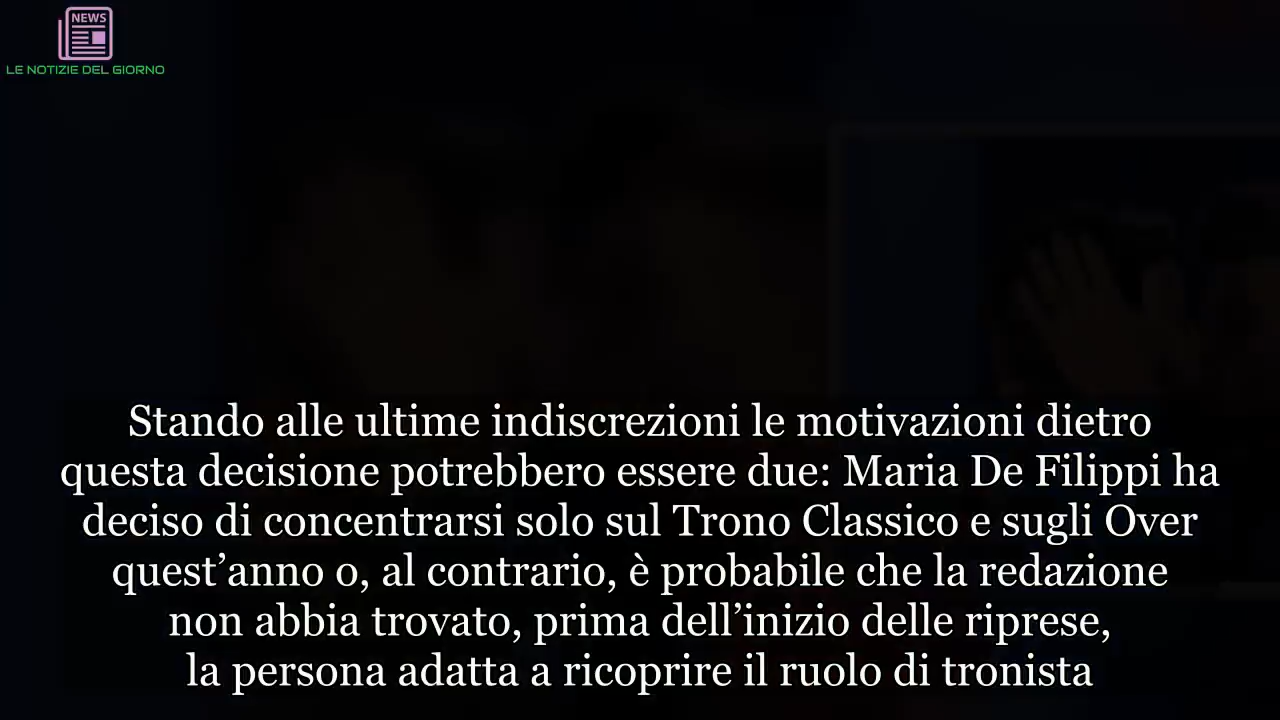 NEWS
LE NOTIZIE DEL GIORNO
Stando alle ultime indiscrezioni le motivazioni dietro
questa decisione potrebbero essere due: Maria De Filippi ha
deciso di concentrarsi solo sul Trono Classico e sugli Over
quest’anno o, al contrario, è probabile che la redazione
non abbia trovato, prima dell’inizio delle riprese,
la persona adatta a ricoprire il ruolo di tronista